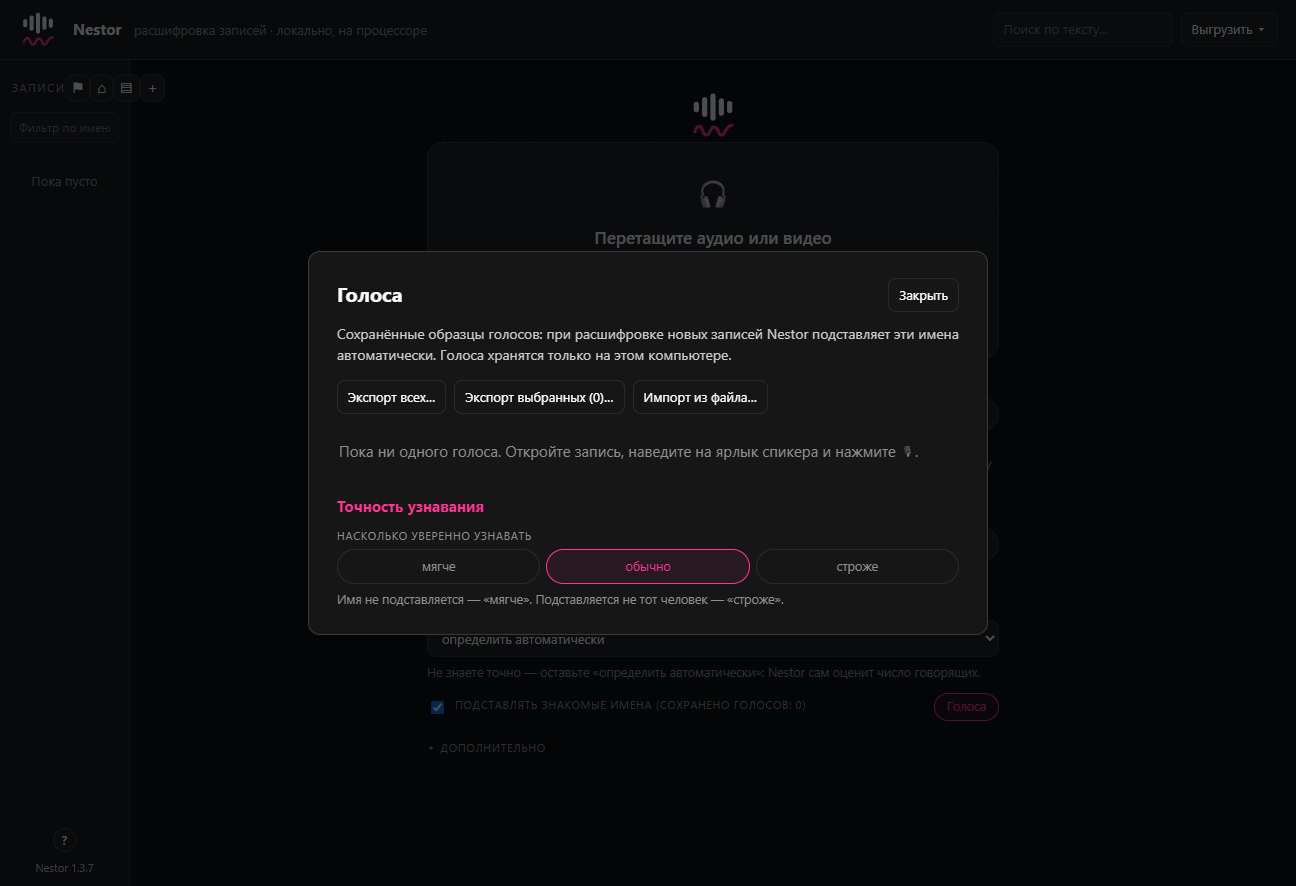 Nestor расшифровка записей · локально, на процессоре
Поиск по тексту...
Выгрузить
ЗАПИСИ
+
Фильтр по имени
Пока пусто
Перетащите аудио или видео
Голоса
Закрыть
Сохранённые образцы голосов: при расшифровке новых записей Nestor подставляет эти имена
автоматически. Голоса хранятся только на этом компьютере.
Экспорт всех...
Экспорт выбранных (0)...
Импорт из файла...
Пока ни одного голоса. Откройте запись, наведите на ярлык спикера и нажмите 🎙.
Точность узнавания
НАСКОЛЬКО УВЕРЕННО УЗНАВАТЬ
мягче
обычно
строже
Имя не подставляется — «мягче». Подставляется не тот человек — «строже».
определить автоматически
Не знаете точно — оставьте «определить автоматически»: Nestor сам оценит число говорящих.
ПОДСТАВЛЯТЬ ЗНАКОМЫЕ ИМЕНА (СОХРАНЕНО ГОЛОСОВ: 0)
Голоса
ДОПОЛНИТЕЛЬНО
?
Nestor 1.3.7